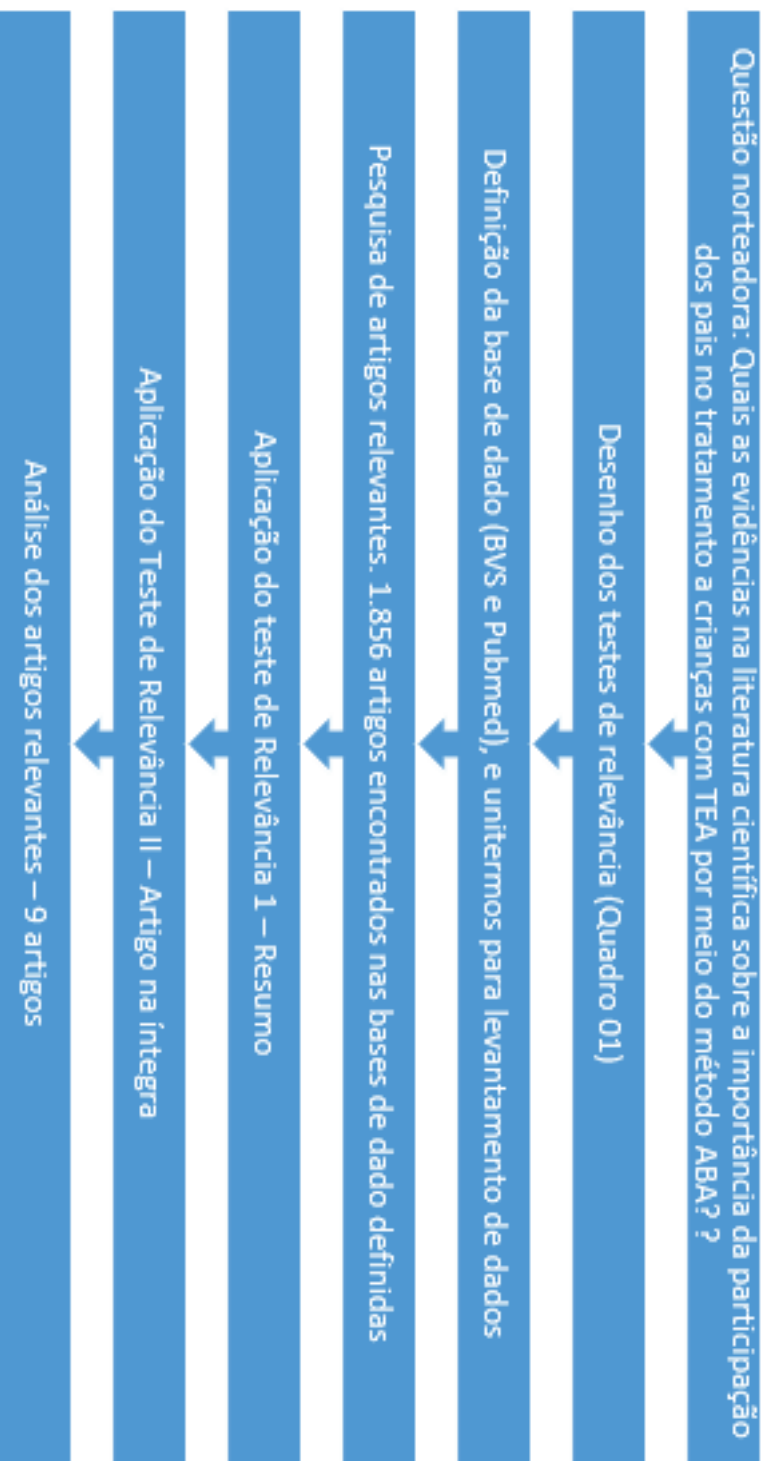 Questão norteadora: Quais as evidências na literatura científica sobre a importância da participação
dos pais no tratamento a crianças com TEA por meio do método ABA? ?
Desenho dos testes de relevância (Quadro 01)
Definição da base de dado (BVS e Pubmed), e unitermos para levantamento de dados
Pesquisa de artigos relevantes. 1.856 artigos encontrados nas bases de dado definidas
Aplicação do teste de Relevância 1 – Resumo
Aplicação do Teste de Relevância II – Artigo na íntegra
Análise dos artigos relevantes – 9 artigos